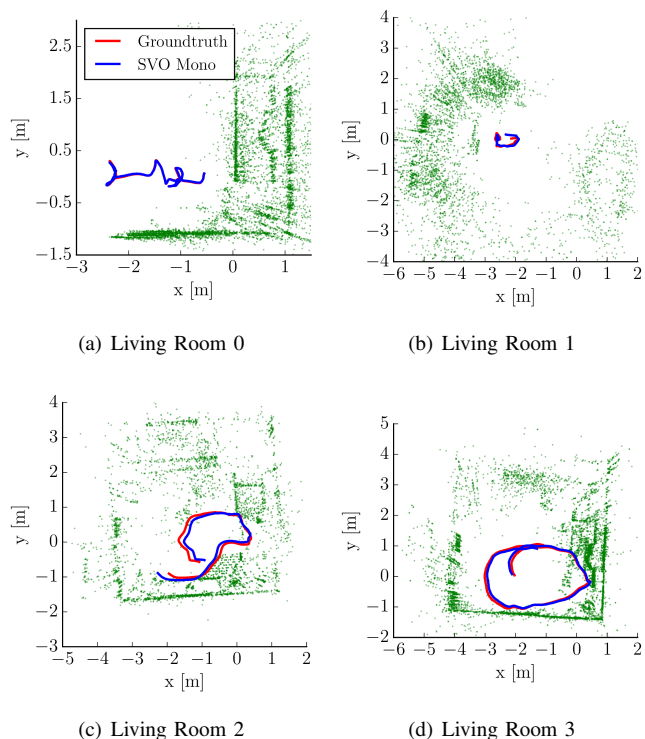 Groundtruth
SVO Mono
2.5
1.5
0.5
−0.5
−1.5
y [m]
−3 −2 −1 0 1
x [m]
(a) Living Room 0
4
3
2
1
0
−1
−2
−3
−4
y [m]
−6 −5 −4 −3 −2 −1 0 1 2
x [m]
(b) Living Room 1
4
3
2
1
0
−1
−2
−3
y [m]
−5 −4 −3 −2 −1 0 1 2
x [m]
(c) Living Room 2
5
4
3
2
1
0
−1
−2
y [m]
−6 −5 −4 −3 −2 −1 0 1 2
x [m]
(d) Living Room 3